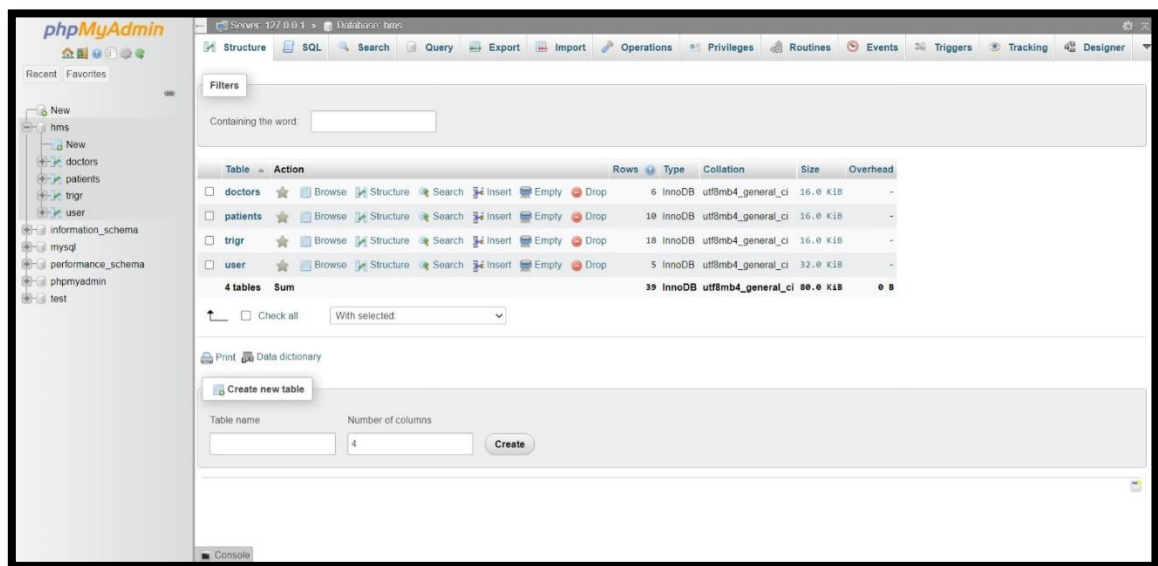 phpMyAdmin
Recent Favorites
New
hms
New
doctors
patients
trigr
user
information_schema
mysql
performance_schema
phpmyadmin
test
Server: 127.0.0.1 » Database: hms
Structure SQL Search Query Export Import Operations Privileges Routines Events Triggers Tracking Designer
Filters
Containing the word:
Table Action Rows Type Collation Size Overhead
doctors Browse Structure Search Insert Empty Drop 6 InnoDB utf8mb4_general_ci 16.0 KiB -
patients Browse Structure Search Insert Empty Drop 10 InnoDB utf8mb4_general_ci 16.0 KiB -
trigr Browse Structure Search Insert Empty Drop 18 InnoDB utf8mb4_general_ci 16.0 KiB -
user Browse Structure Search Insert Empty Drop 5 InnoDB utf8mb4_general_ci 32.0 KiB -
4 tables Sum 39 InnoDB utf8mb4_general_ci 80.0 KiB 0 B
Check all With selected:
Print Data dictionary
Create new table
Table name Number of columns
4 Create
Console